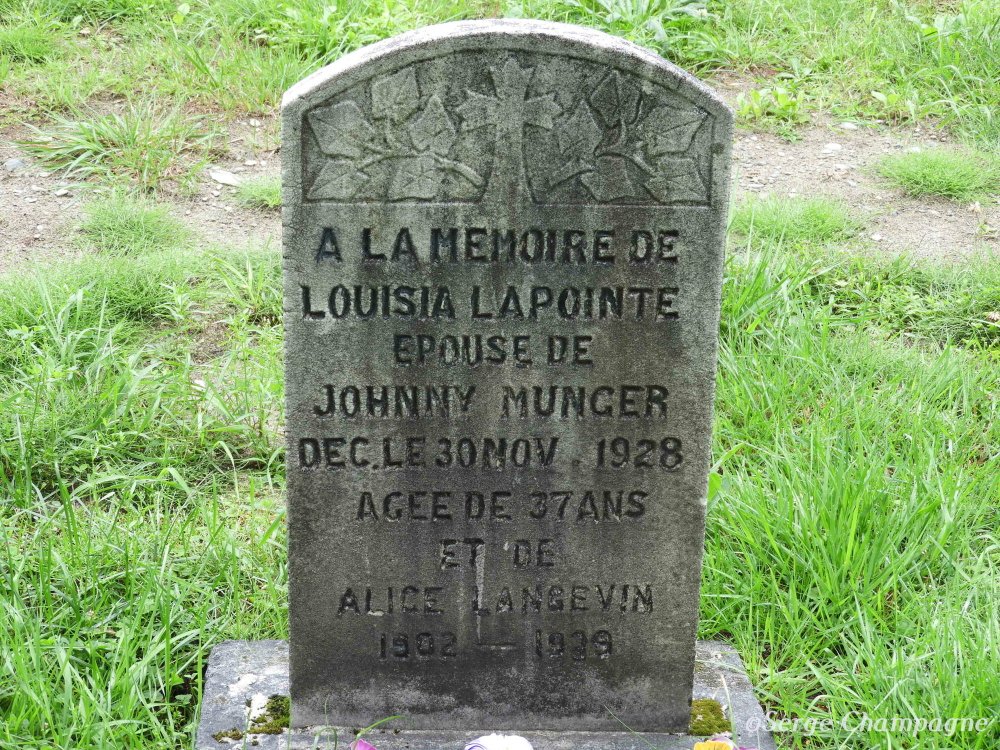 A LA MEMOIRE DE
LOUISIA LAPOINTE
EPOUSE DE
JOHNNY MUNGER
DEC. LE 30 NOV. 1928
AGEE DE 37 ANS
ET DE
ALICE LANGEVIN
1902 — 1939
©Serge Champagne